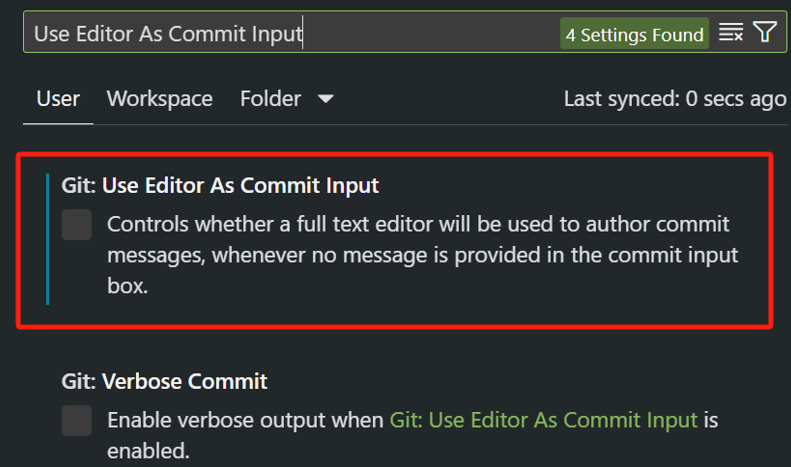 Use Editor As Commit Input
4 Settings Found
User Workspace Folder
Last synced: 0 secs ago
Git: Use Editor As Commit Input
Controls whether a full text editor will be used to author commit
messages, whenever no message is provided in the commit input
box.
Git: Verbose Commit
Enable verbose output when Git: Use Editor As Commit Input is
enabled.